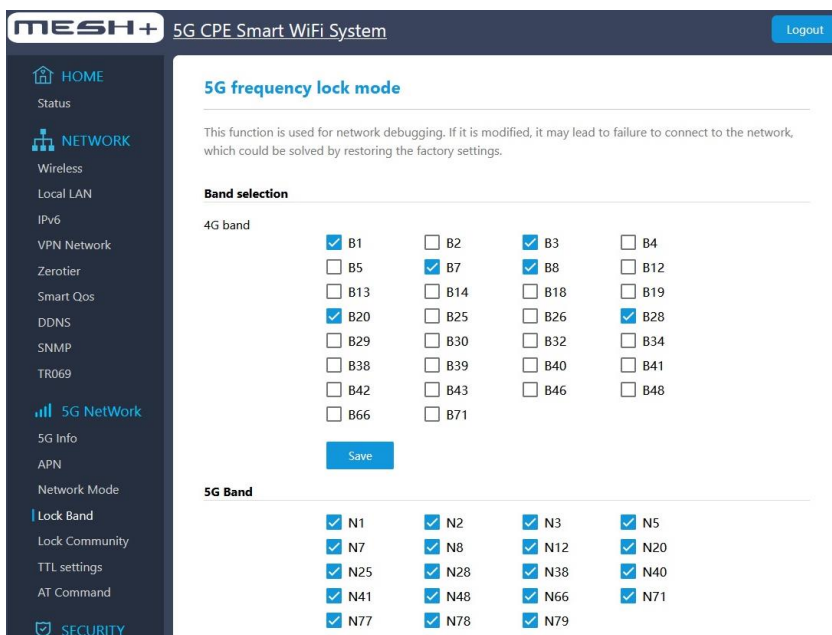 MESH+ 5G CPE Smart WiFi System
Logout
HOME
Status
NETWORK
Wireless
Local LAN
IPv6
VPN Network
Zerotier
Smart Qos
DDNS
SNMP
TR069
5G NetWork
5G Info
APN
Network Mode
Lock Band
Lock Community
TTL settings
AT Command
SECURITY
5G frequency lock mode
This function is used for network debugging. If it is modified, it may lead to failure to connect to the network,
which could be solved by restoring the factory settings.
Band selection
4G band
B1 B2 B3 B4
B5 B7 B8 B12
B13 B14 B18 B19
B20 B25 B26 B28
B29 B30 B32 B34
B38 B39 B40 B41
B42 B43 B46 B48
B66 B71
Save
5G Band
N1 N2 N3 N5
N7 N8 N12 N20
N25 N28 N38 N40
N41 N48 N66 N71
N77 N78 N79